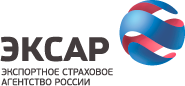 ЭКСАР
ЭКСПОРТНОЕ СТРАХОВОЕ
АГЕНТСТВО РОССИИ